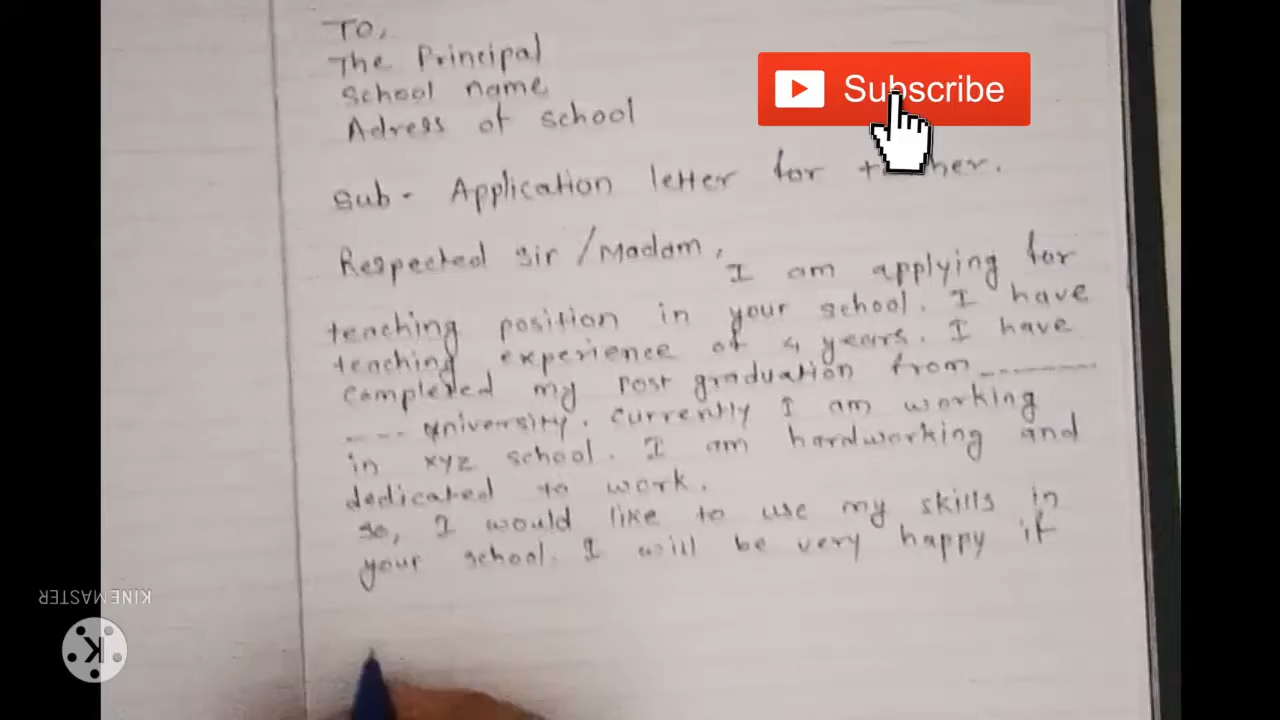 To,
The Principal
School name
Adress of school
Subscribe
Sub - Application letter for teacher.
Respected Sir / Madam,
I am applying for
teaching position in your school. I have
teaching experience of 4 years. I have
completed my Post graduation from ---------
---- university. Currently I am working
in xyz school. I am hardworking and
dedicated to work.
So, I would like to use my skills in
your school. I will be very happy if
KINEMASTER
K